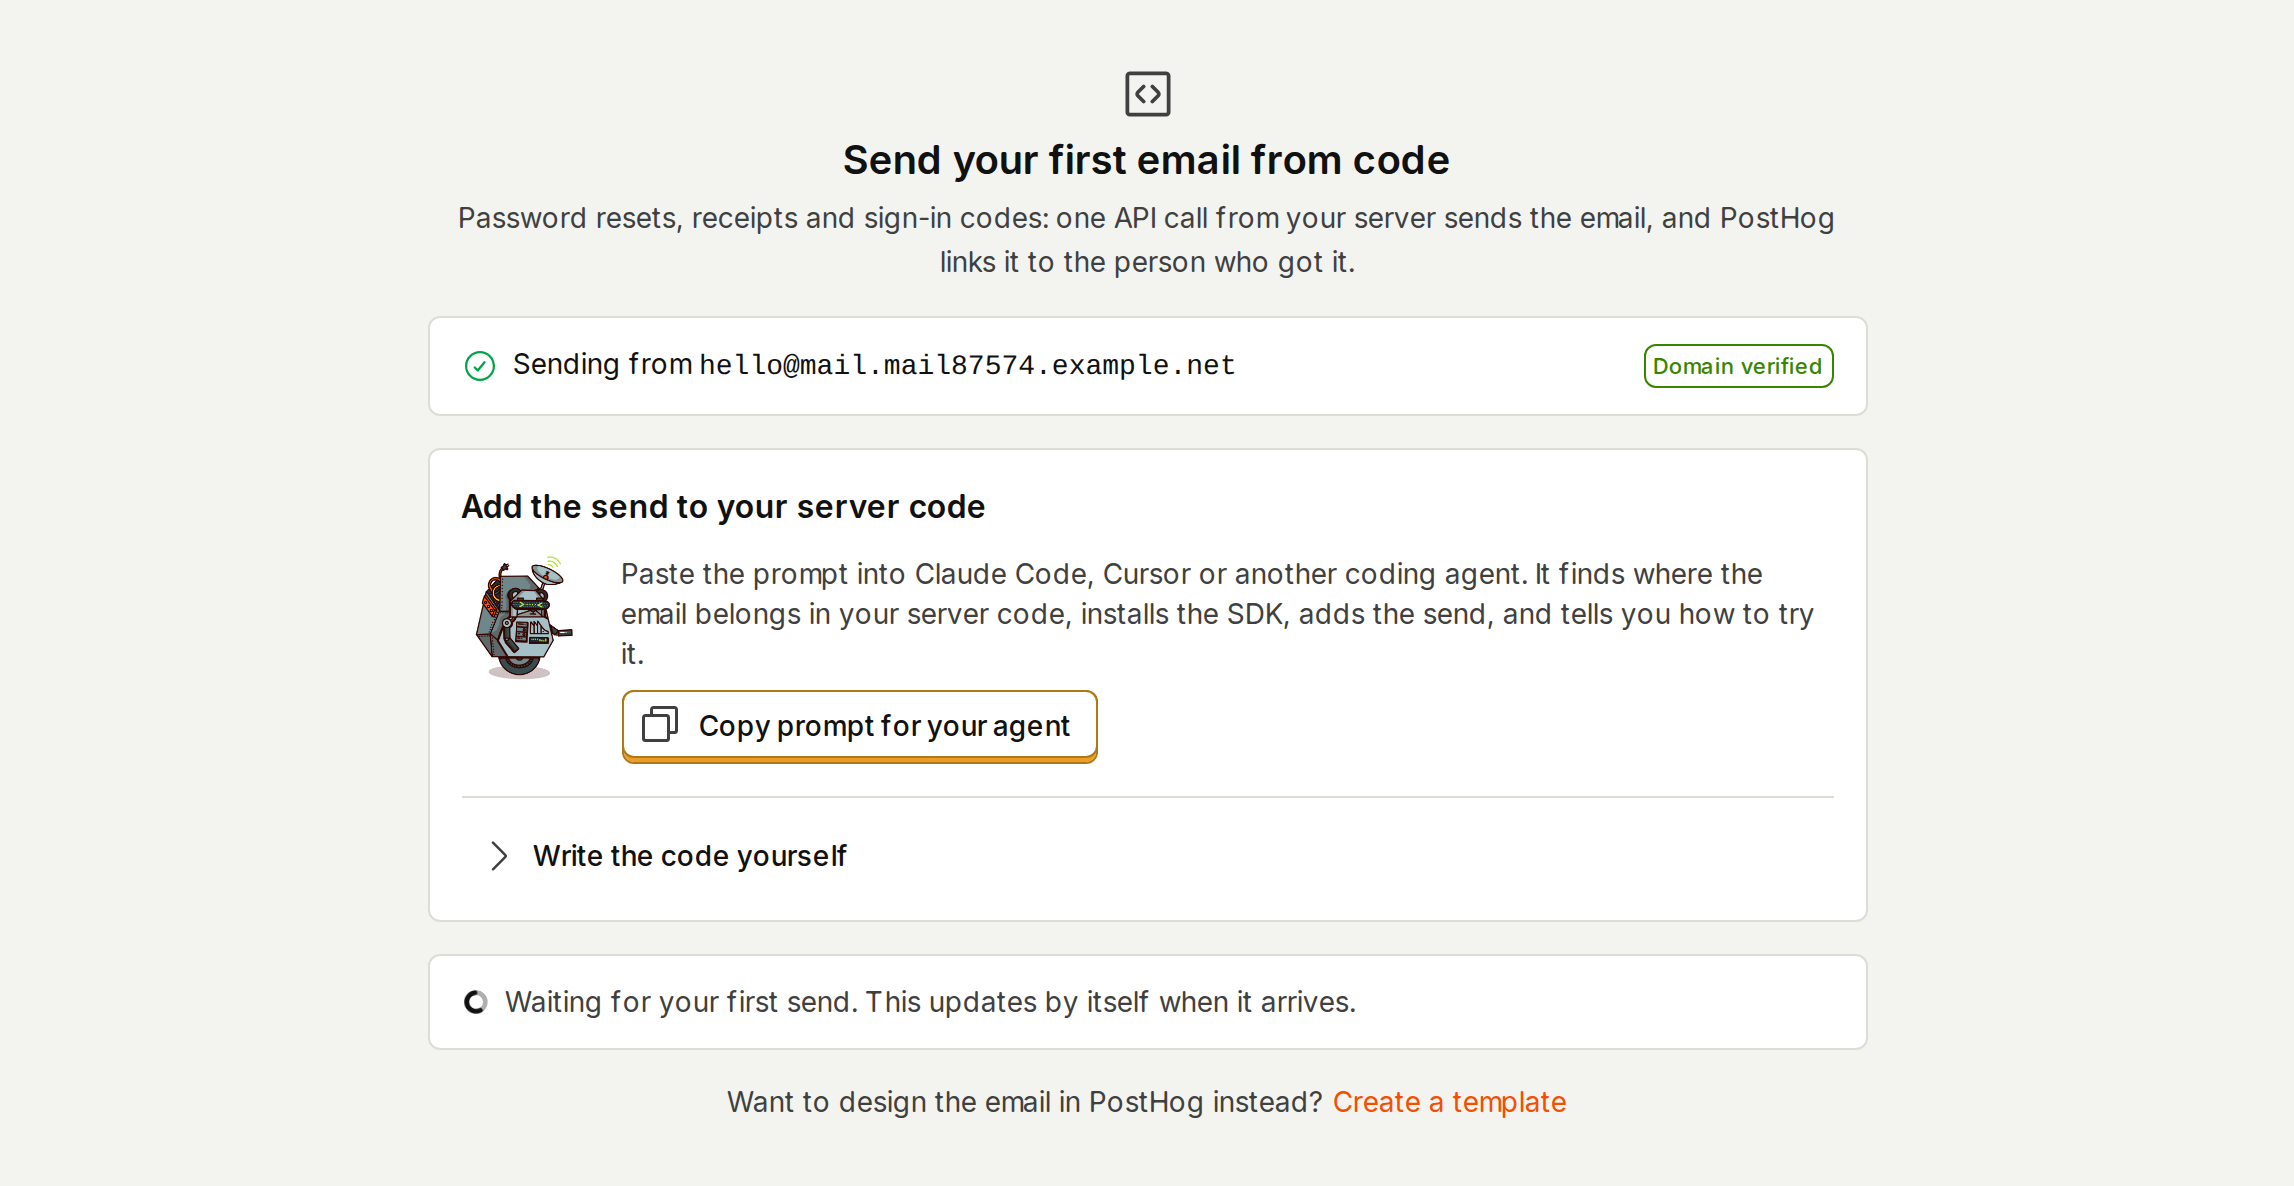 Send your first email from code
Password resets, receipts and sign-in codes: one API call from your server sends the email, and PostHog
links it to the person who got it.
Sending from hello@mail.mail87574.example.net
Domain verified
Add the send to your server code
Paste the prompt into Claude Code, Cursor or another coding agent. It finds where the
email belongs in your server code, installs the SDK, adds the send, and tells you how to try
it.
Copy prompt for your agent
Write the code yourself
Waiting for your first send. This updates by itself when it arrives.
Want to design the email in PostHog instead? Create a template